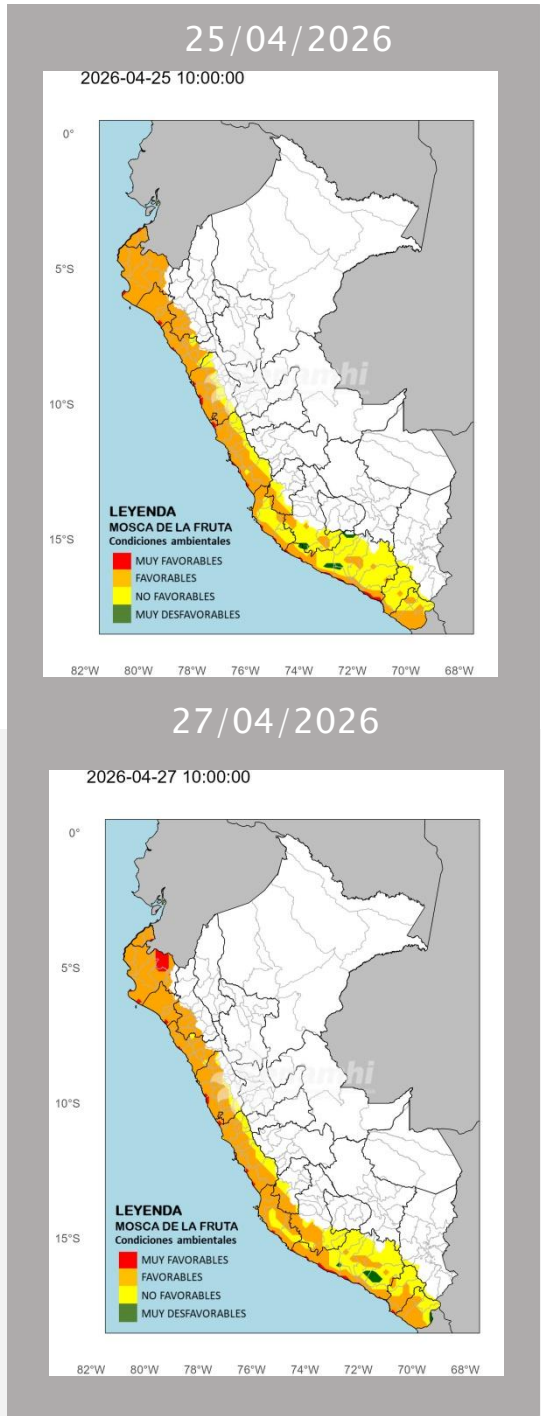 25/04/2026
2026-04-25 10:00:00
0°
5°S
10°S
15°S
LEYENDA
MOSCA DE LA FRUTA
Condiciones ambientales
MUY FAVORABLES
FAVORABLES
NO FAVORABLES
MUY DESFAVORABLES
82°W 80°W 78°W 76°W 74°W 72°W 70°W 68°W
27/04/2026
2026-04-27 10:00:00
0°
5°S
10°S
15°S
LEYENDA
MOSCA DE LA FRUTA
Condiciones ambientales
MUY FAVORABLES
FAVORABLES
NO FAVORABLES
MUY DESFAVORABLES
82°W 80°W 78°W 76°W 74°W 72°W 70°W 68°W